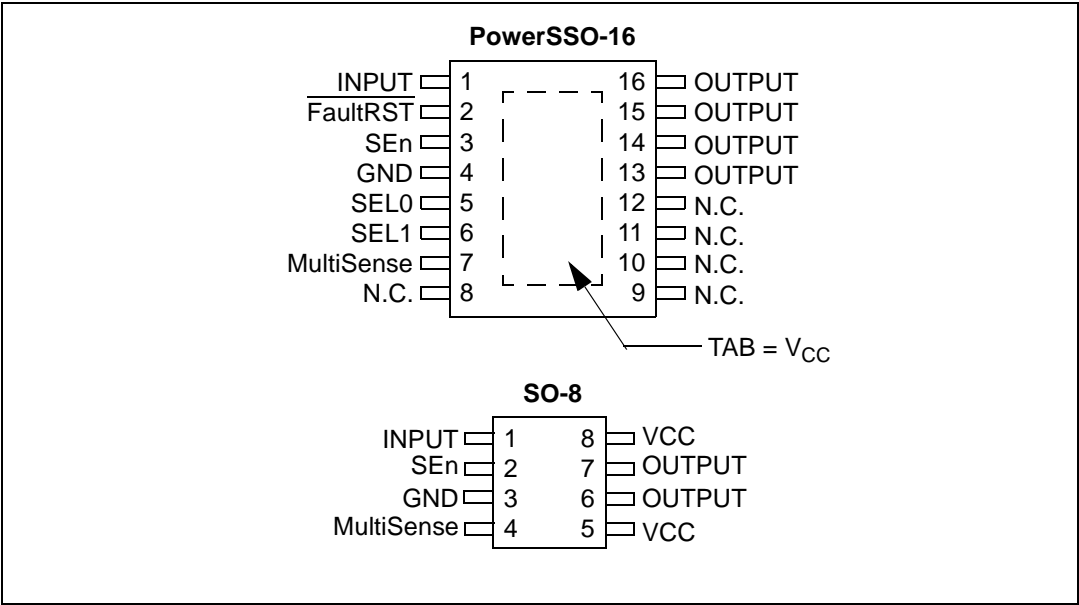 PowerSSO-16
INPUT 1 16 OUTPUT
FaultRST 2 15 OUTPUT
SEn 3 14 OUTPUT
GND 4 13 OUTPUT
SEL0 5 12 N.C.
SEL1 6 11 N.C.
MultiSense 7 10 N.C.
N.C. 8 9 N.C.
TAB = VCC
SO-8
INPUT 1 8 VCC
SEn 2 7 OUTPUT
GND 3 6 OUTPUT
MultiSense 4 5 VCC